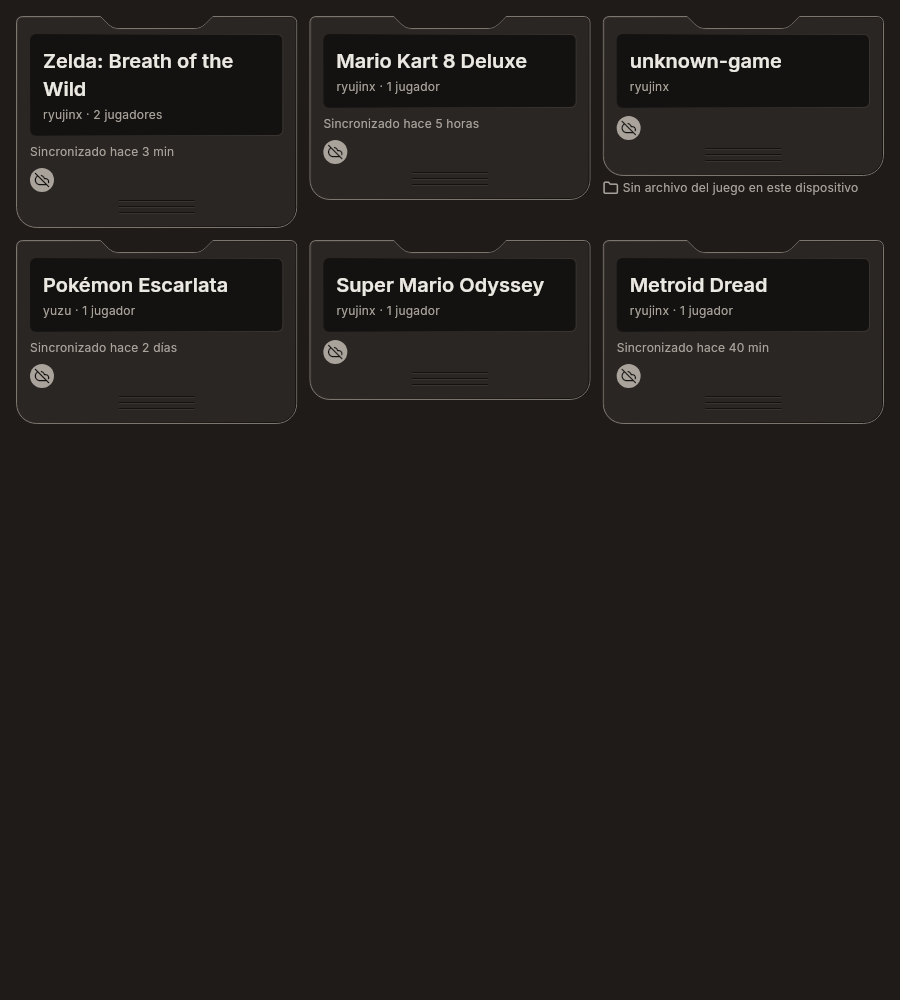 Zelda: Breath of the
Wild
ryujinx · 2 jugadores
Sincronizado hace 3 min
Mario Kart 8 Deluxe
ryujinx · 1 jugador
Sincronizado hace 5 horas
unknown-game
ryujinx
Sin archivo del juego en este dispositivo
Pokémon Escarlata
yuzu · 1 jugador
Sincronizado hace 2 días
Super Mario Odyssey
ryujinx · 1 jugador
Metroid Dread
ryujinx · 1 jugador
Sincronizado hace 40 min